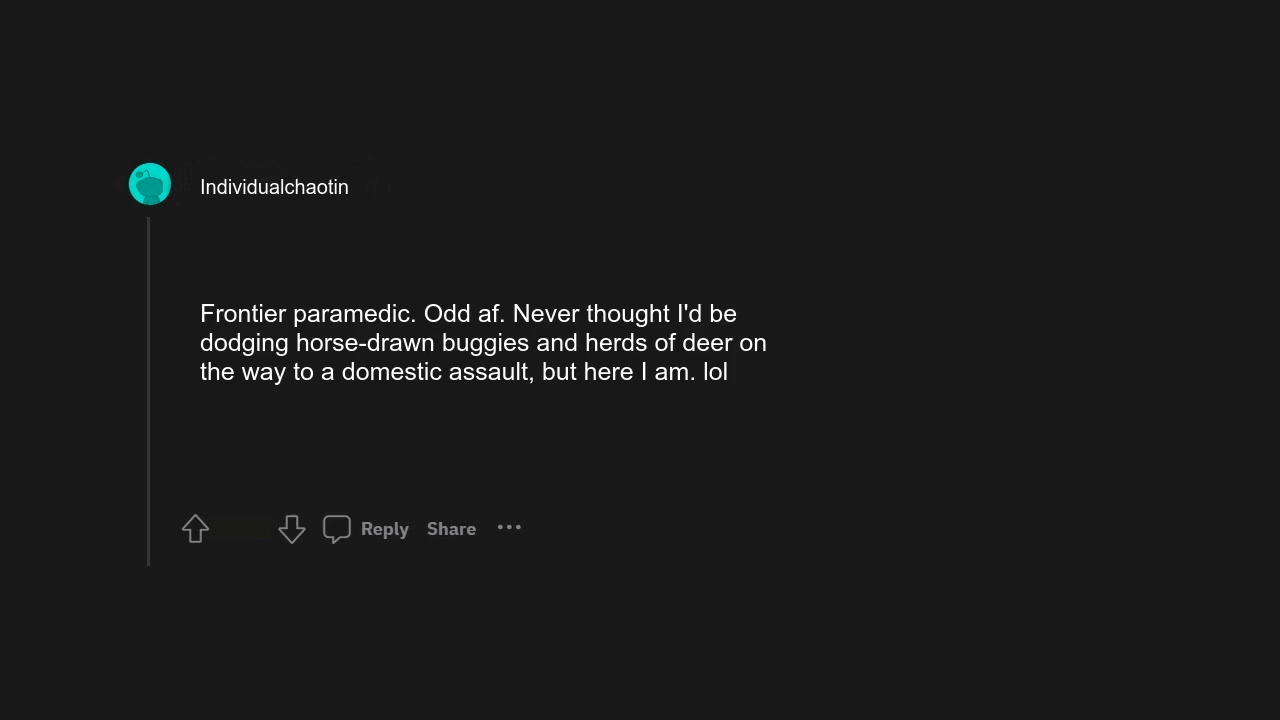 Individualchaotin
Frontier paramedic. Odd af. Never thought I'd be
dodging horse-drawn buggies and herds of deer on
the way to a domestic assault, but here I am. lol
Reply Share